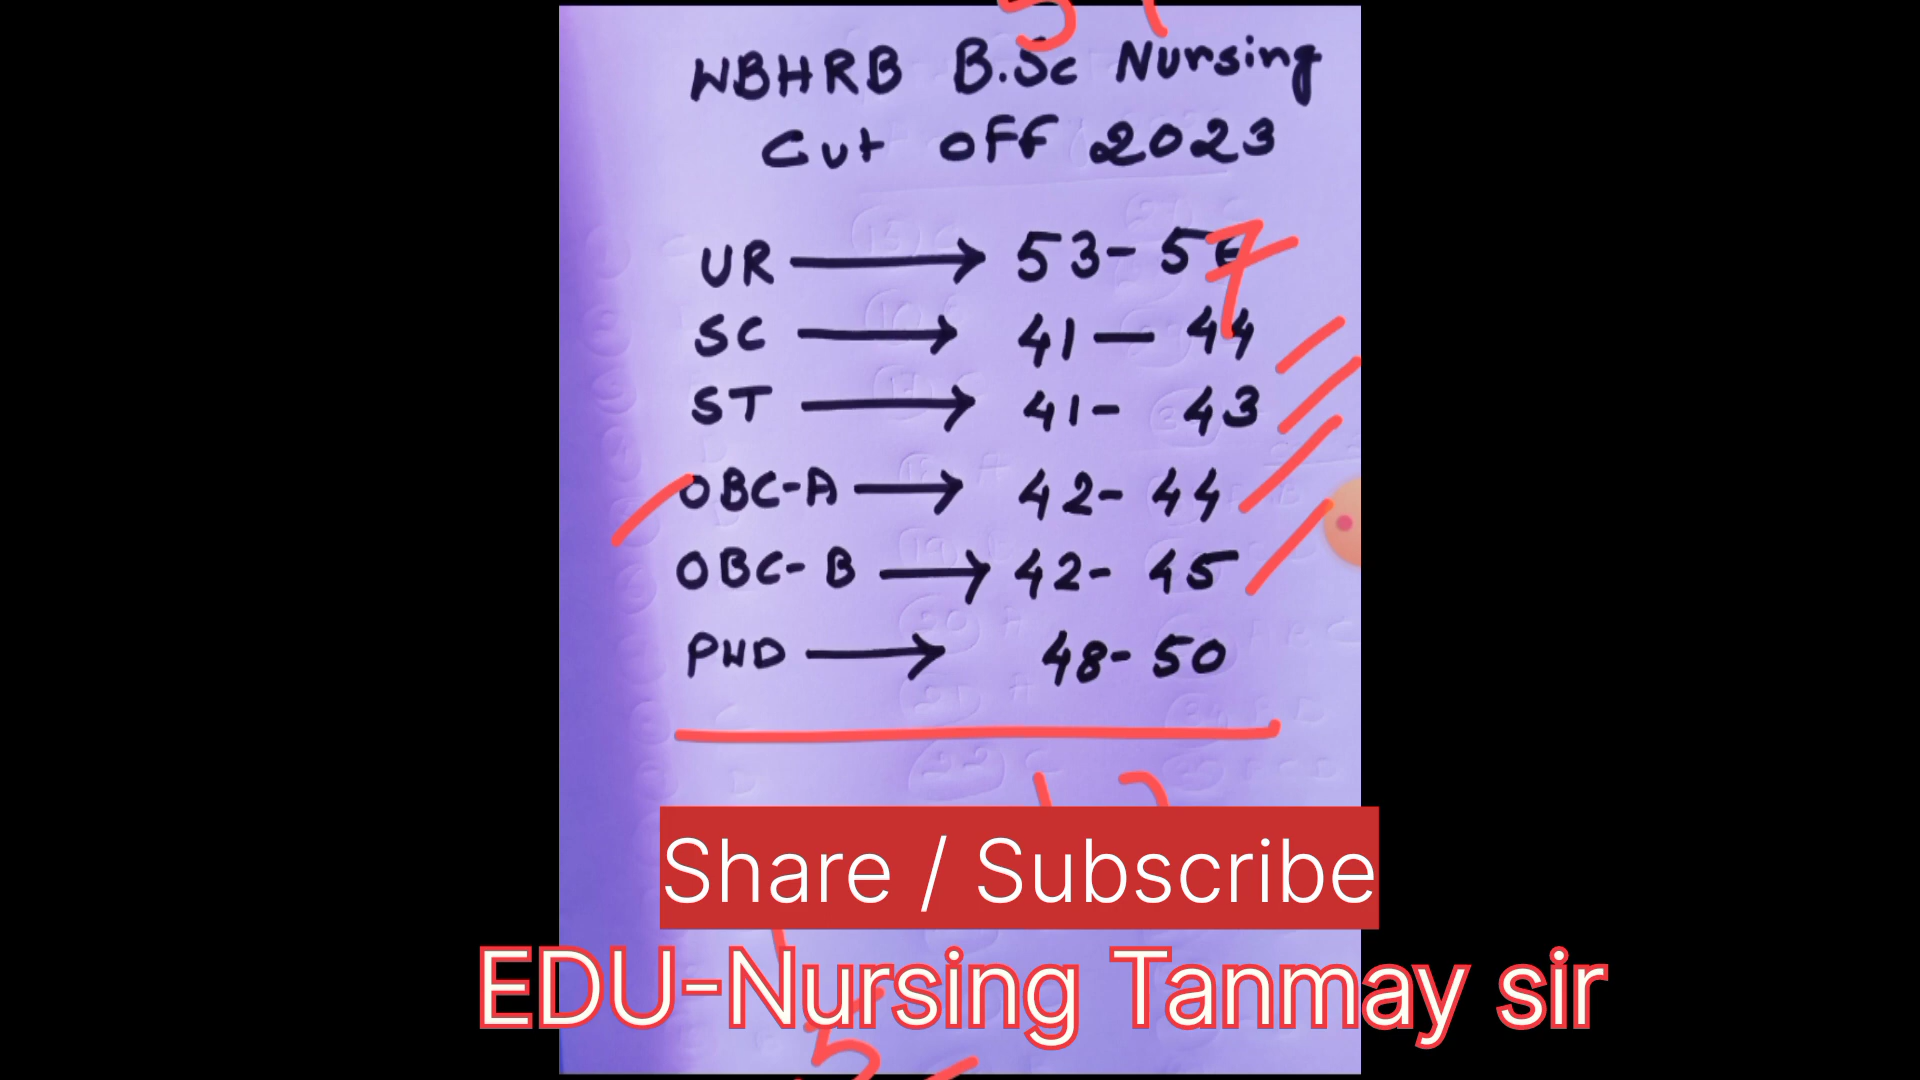 WBHRB B.Sc Nursing
Cut off 2023
UR → 53-57
SC → 41 — 44
ST → 41- 43
OBC-A → 42- 44
OBC- B → 42- 45
PWD → 48- 50
Share / Subscribe
EDU-Nursing Tanmay sir